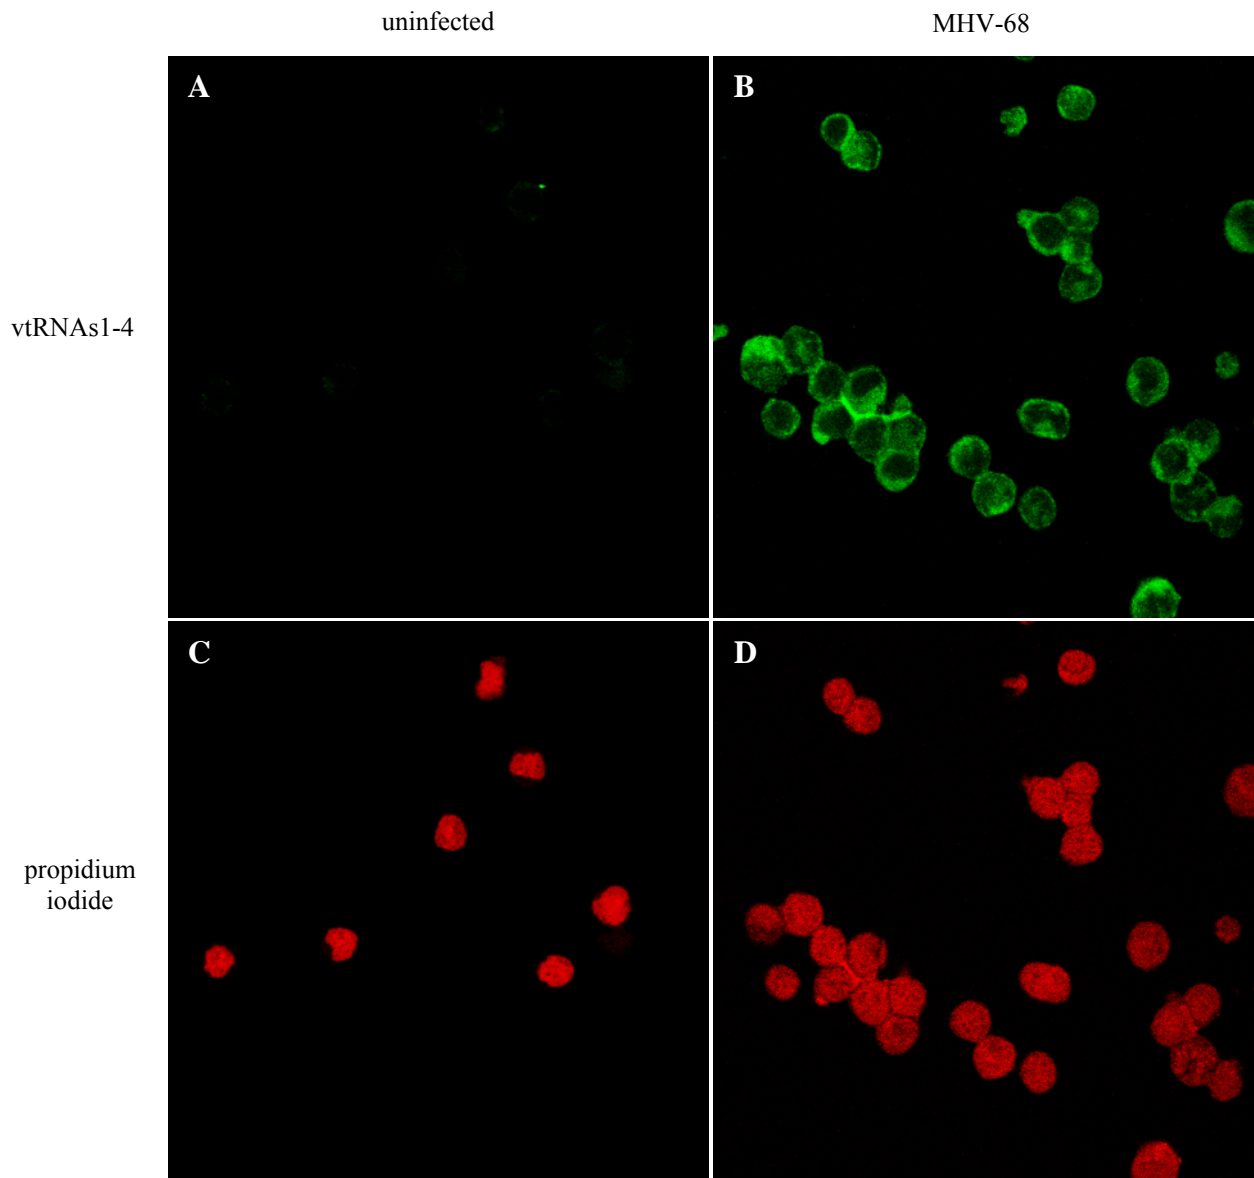 uninfected
MHV-68
A
B
vtRNAs1-4
C
D
propidium
iodide